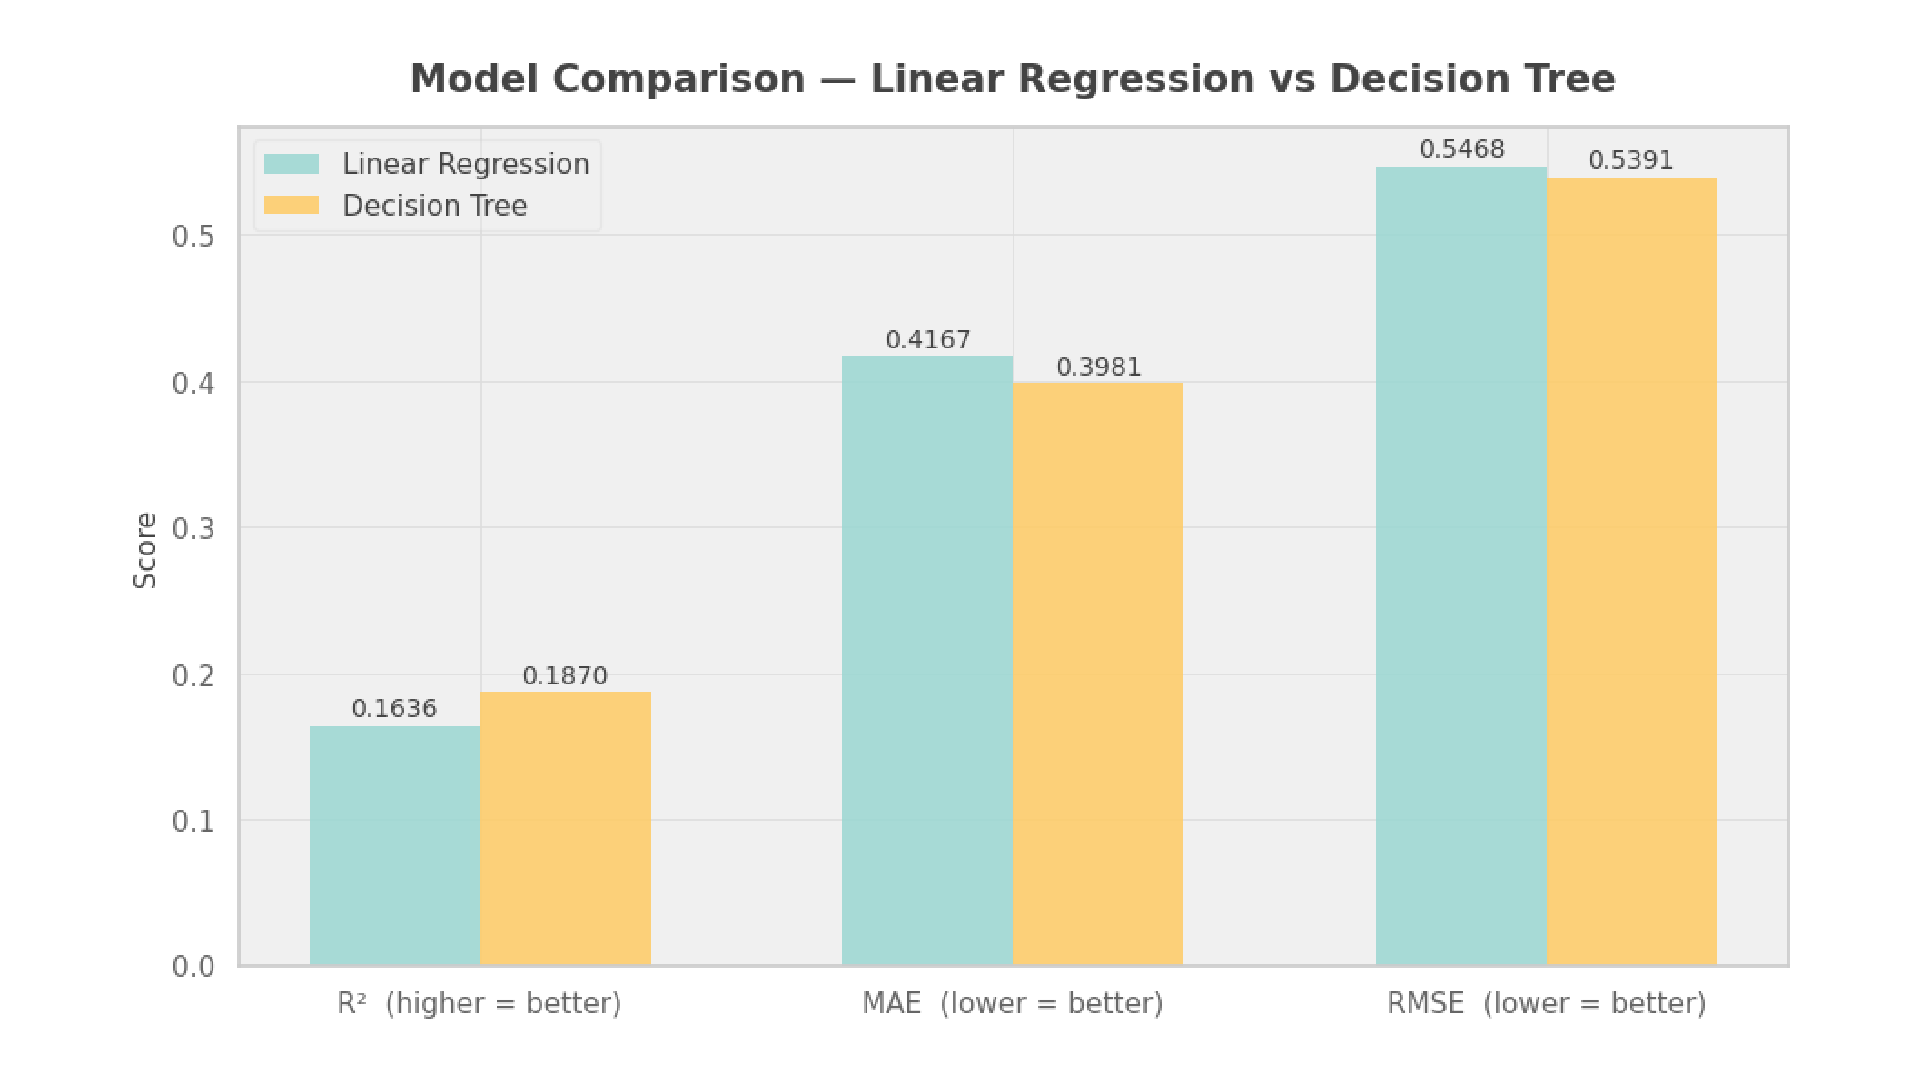 Model Comparison — Linear Regression vs Decision Tree
Linear Regression
Decision Tree
0.5468
0.5391
0.4167
0.3981
0.1870
0.1636
0.5
0.4
0.3
0.2
0.1
0.0
Score
R² (higher = better)
MAE (lower = better)
RMSE (lower = better)